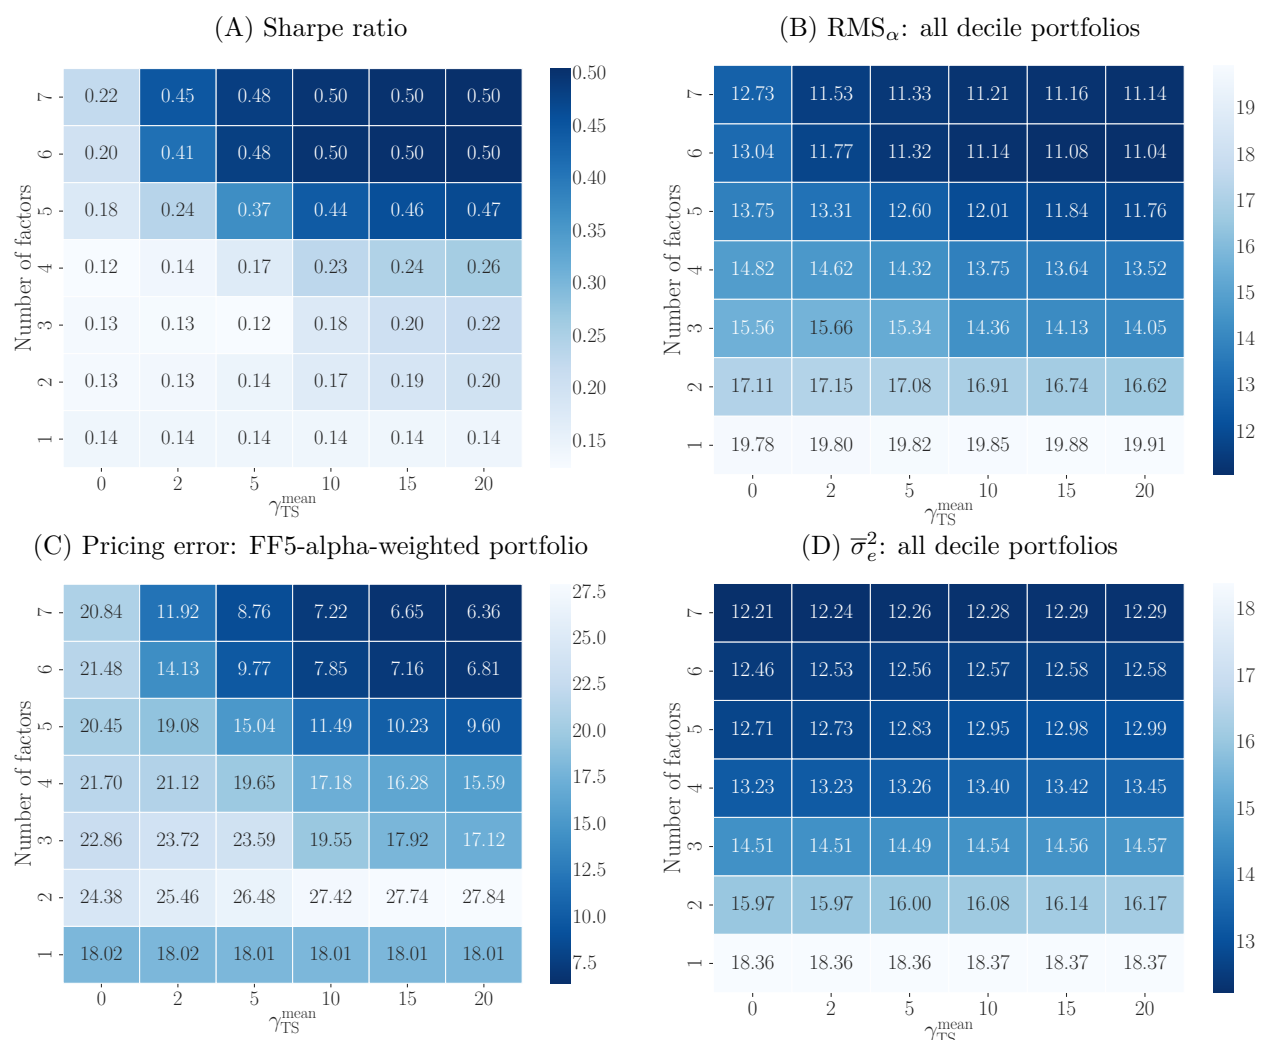 (A) Sharpe ratio
Number of factors
7 0.22 0.45 0.48 0.50 0.50 0.50
6 0.20 0.41 0.48 0.50 0.50 0.50
5 0.18 0.24 0.37 0.44 0.46 0.47
4 0.12 0.14 0.17 0.23 0.24 0.26
3 0.13 0.13 0.12 0.18 0.20 0.22
2 0.13 0.13 0.14 0.17 0.19 0.20
1 0.14 0.14 0.14 0.14 0.14 0.14
0 2 5 10 15 20
γ_TS^mean
0.50
0.45
0.40
0.35
0.30
0.25
0.20
0.15
(B) RMS_α: all decile portfolios
Number of factors
7 12.73 11.53 11.33 11.21 11.16 11.14
6 13.04 11.77 11.32 11.14 11.08 11.04
5 13.75 13.31 12.60 12.01 11.84 11.76
4 14.82 14.62 14.32 13.75 13.64 13.52
3 15.56 15.66 15.34 14.36 14.13 14.05
2 17.11 17.15 17.08 16.91 16.74 16.62
1 19.78 19.80 19.82 19.85 19.88 19.91
0 2 5 10 15 20
γ_TS^mean
19
18
17
16
15
14
13
12
(C) Pricing error: FF5-alpha-weighted portfolio
Number of factors
7 20.84 11.92 8.76 7.22 6.65 6.36
6 21.48 14.13 9.77 7.85 7.16 6.81
5 20.45 19.08 15.04 11.49 10.23 9.60
4 21.70 21.12 19.65 17.18 16.28 15.59
3 22.86 23.72 23.59 19.55 17.92 17.12
2 24.38 25.46 26.48 27.42 27.74 27.84
1 18.02 18.02 18.01 18.01 18.01 18.01
0 2 5 10 15 20
γ_TS^mean
27.5
25.0
22.5
20.0
17.5
15.0
12.5
10.0
7.5
(D) σ̅_e^2: all decile portfolios
Number of factors
7 12.21 12.24 12.26 12.28 12.29 12.29
6 12.46 12.53 12.56 12.57 12.58 12.58
5 12.71 12.73 12.83 12.95 12.98 12.99
4 13.23 13.23 13.26 13.40 13.42 13.45
3 14.51 14.51 14.49 14.54 14.56 14.57
2 15.97 15.97 16.00 16.08 16.14 16.17
1 18.36 18.36 18.36 18.37 18.37 18.37
0 2 5 10 15 20
γ_TS^mean
18
17
16
15
14
13